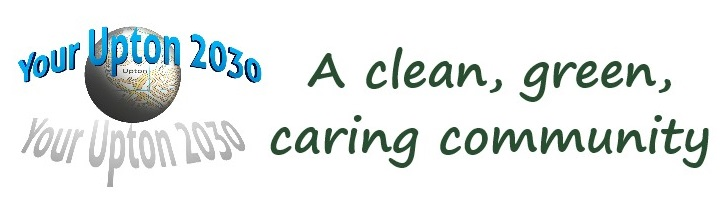 Your Upton 2030
Upton
Your Upton 2030
A clean, green,
caring community